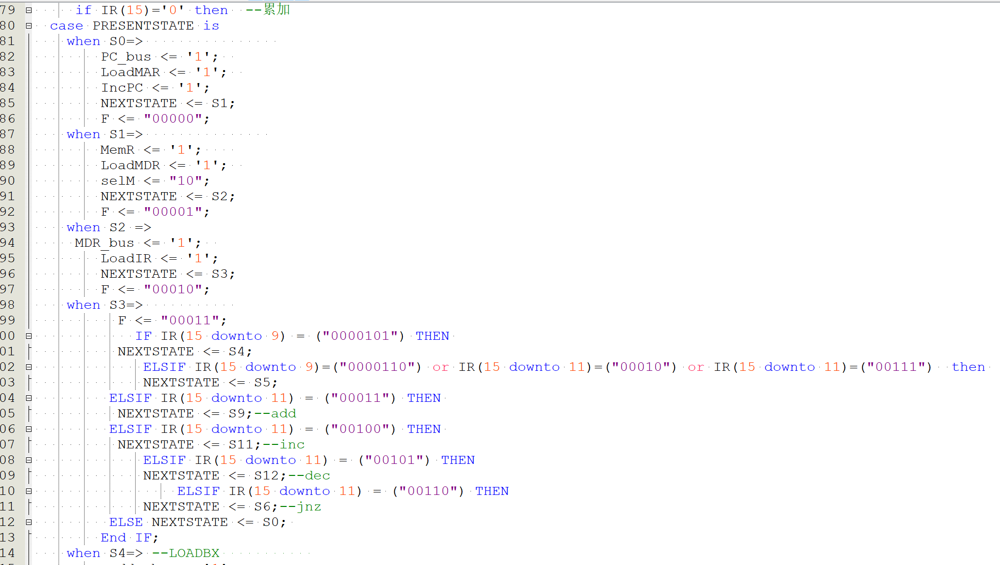 79 if IR(15)='0' then --累加
80 case PRESENTSTATE is
81 when S0=>
82 PC_bus <= '1';
83 LoadMAR <= '1';
84 IncPC <= '1';
85 NEXTSTATE <= S1;
86 F <= "00000";
87 when S1=>
88 MemR <= '1';
89 LoadMDR <= '1';
90 selM <= "10";
91 NEXTSTATE <= S2;
92 F <= "00001";
93 when S2 =>
94 MDR_bus <= '1';
95 LoadIR <= '1';
96 NEXTSTATE <= S3;
97 F <= "00010";
98 when S3=>
99 F <= "00011";
00 IF IR(15 downto 9) = ("0000101") THEN
01 NEXTSTATE <= S4;
02 ELSIF IR(15 downto 9)=("0000110") or IR(15 downto 11)=("00010") or IR(15 downto 11)=("00111") then
03 NEXTSTATE <= S5;
04 ELSIF IR(15 downto 11) = ("00011") THEN
05 NEXTSTATE <= S9;--add
06 ELSIF IR(15 downto 11) = ("00100") THEN
07 NEXTSTATE <= S11;--inc
08 ELSIF IR(15 downto 11) = ("00101") THEN
09 NEXTSTATE <= S12;--dec
10 ELSIF IR(15 downto 11) = ("00110") THEN
11 NEXTSTATE <= S6;--jnz
12 ELSE NEXTSTATE <= S0;
13 End IF;
14 when S4=> --LOADBX